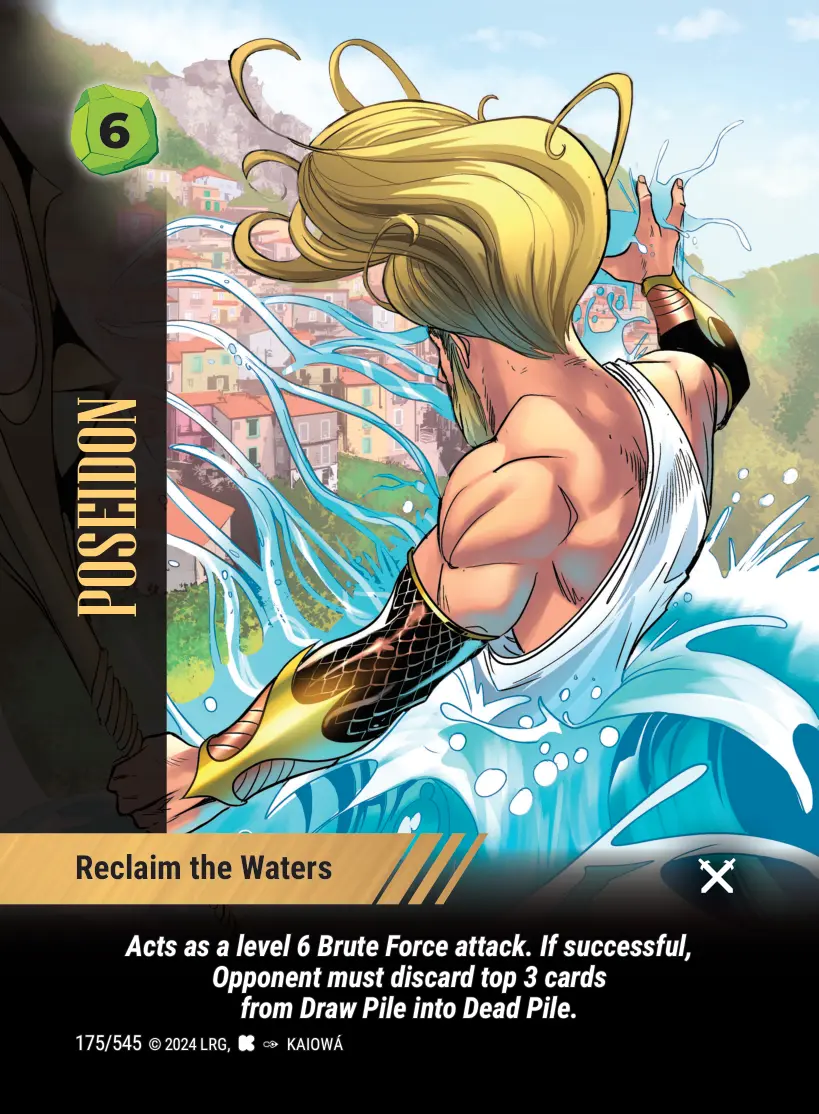 6
POSEIDON
Reclaim the Waters
Acts as a level 6 Brute Force attack. If successful,
Opponent must discard top 3 cards
from Draw Pile into Dead Pile.
175/545 © 2024 LRG, KAIOWÁ